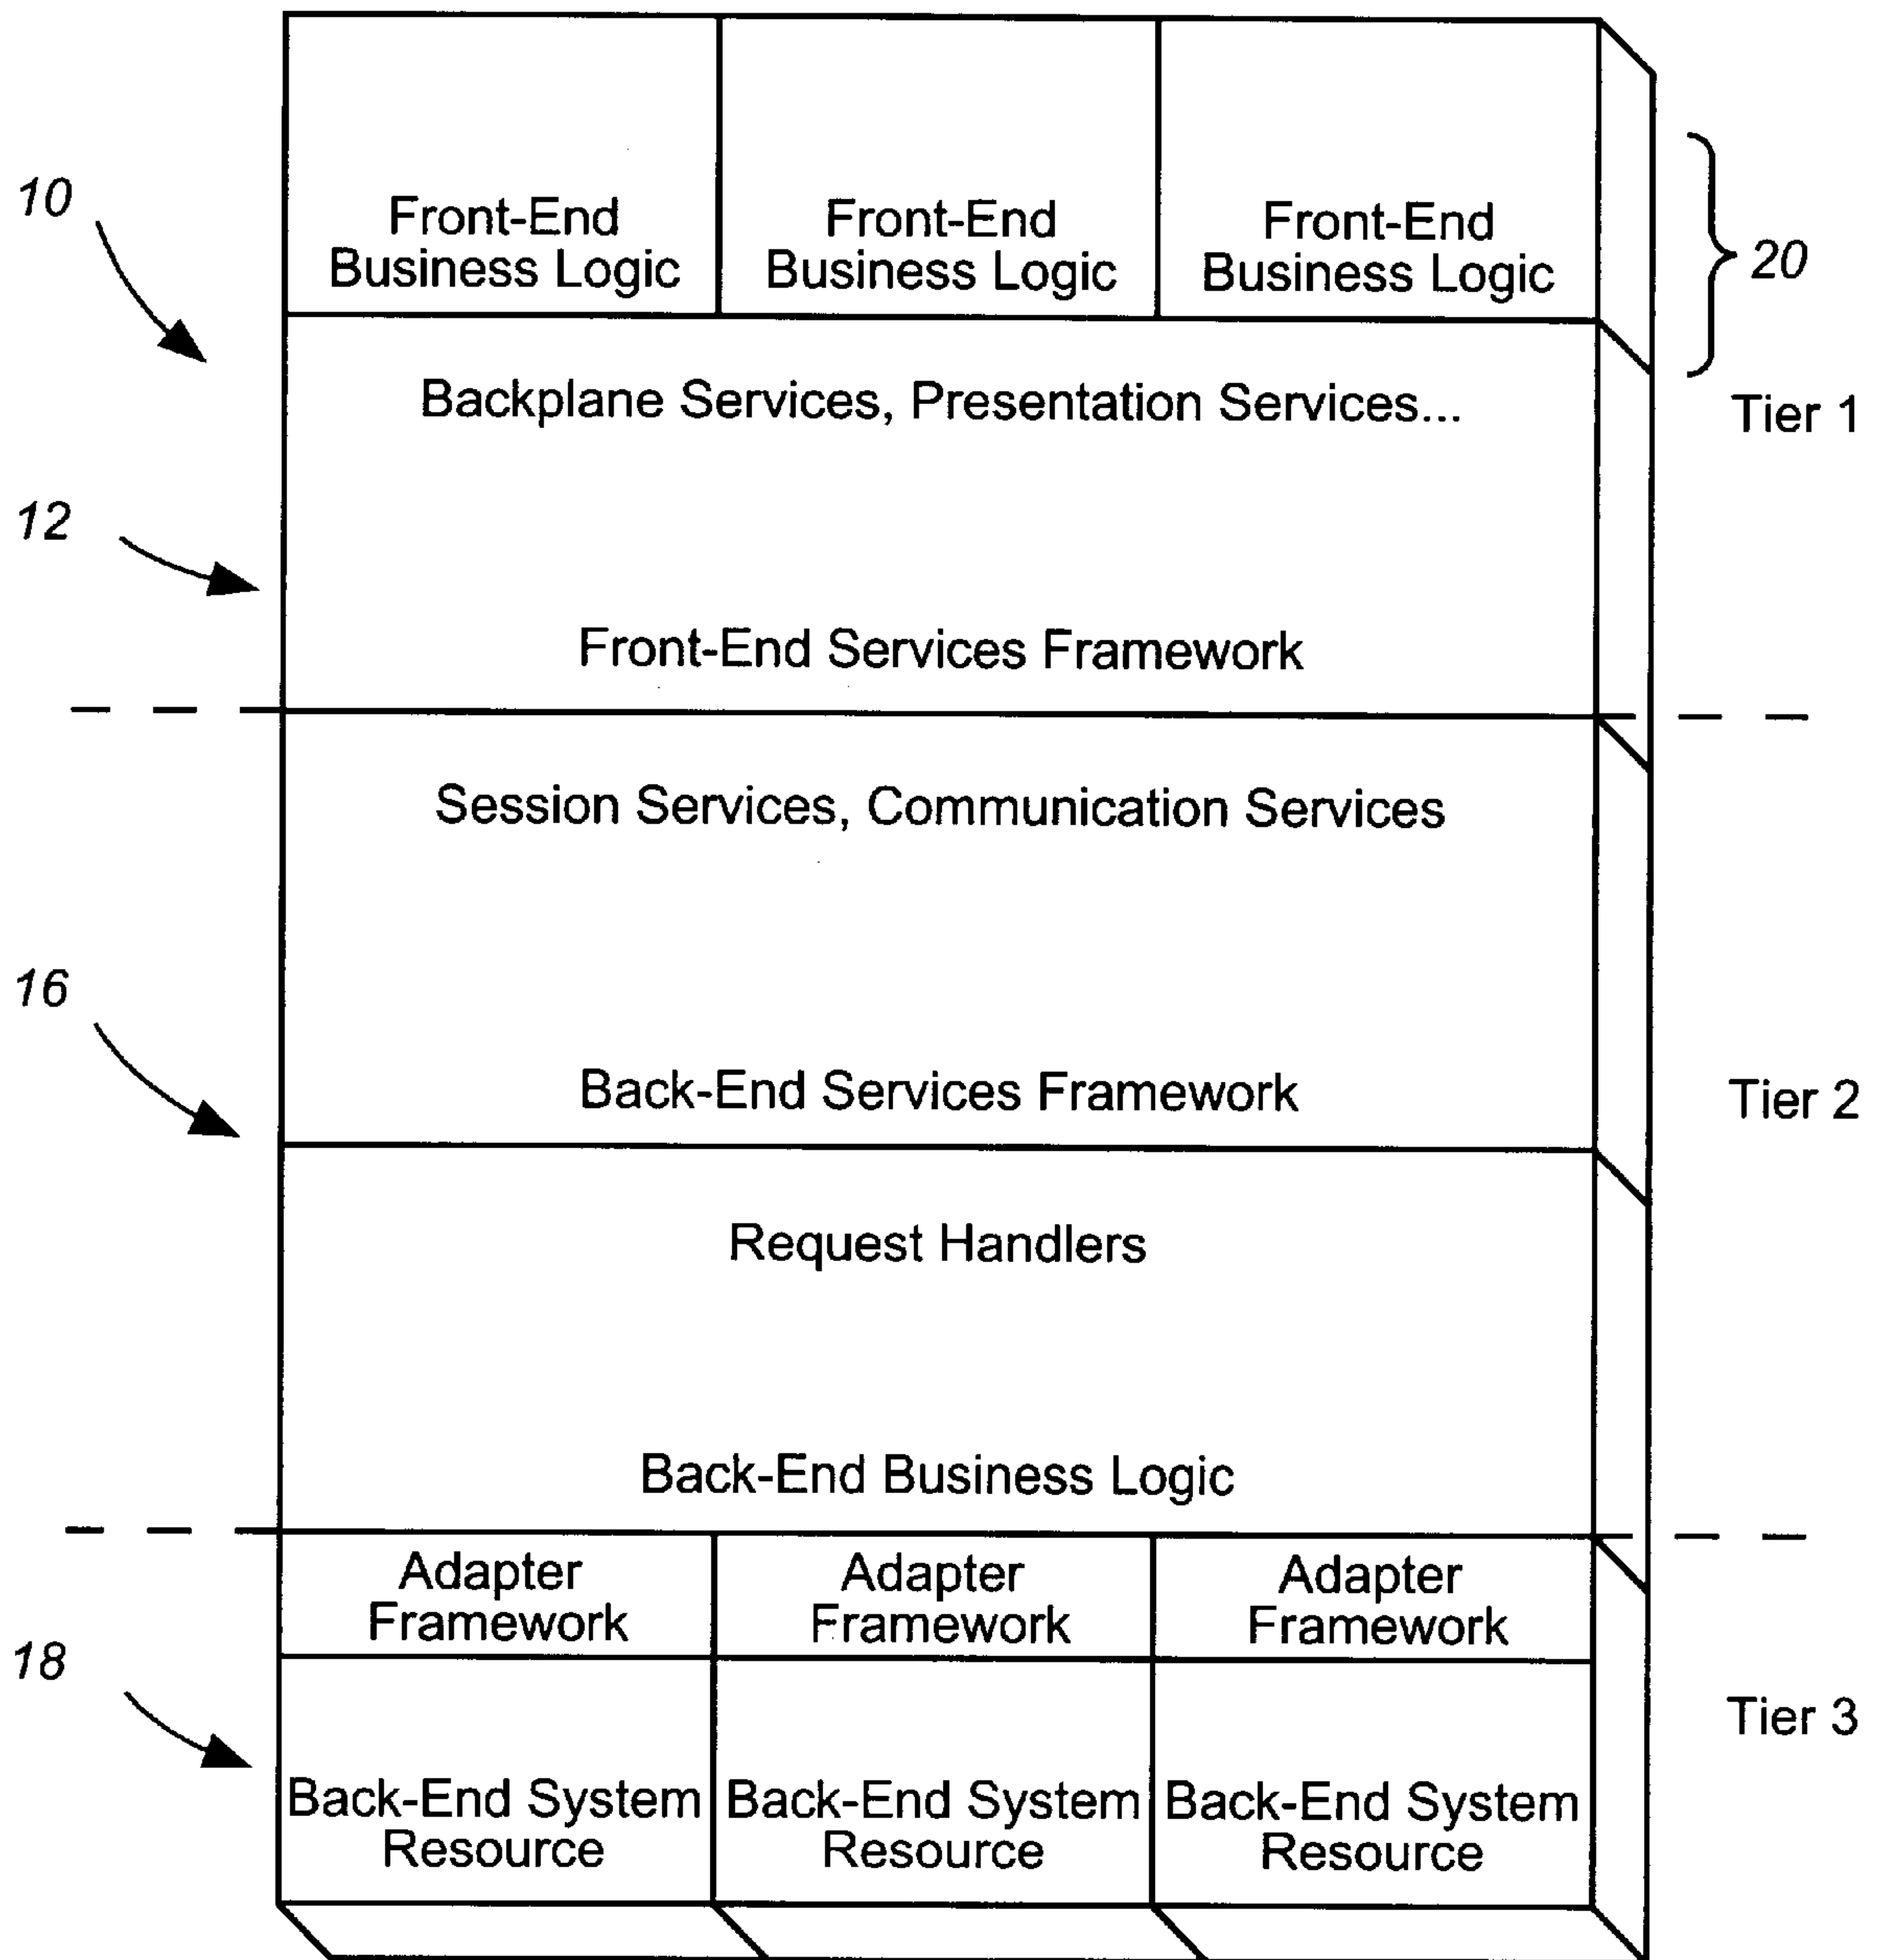 10
Front-End
Business Logic
Front-End
Business Logic
Front-End
Business Logic
20
Backplane Services, Presentation Services...
Tier 1
12
Front-End Services Framework
Session Services, Communication Services
16
Back-End Services Framework
Tier 2
Request Handlers
Back-End Business Logic
Adapter
Framework
Adapter
Framework
Adapter
Framework
18
Tier 3
Back-End System
Resource
Back-End System
Resource
Back-End System
Resource